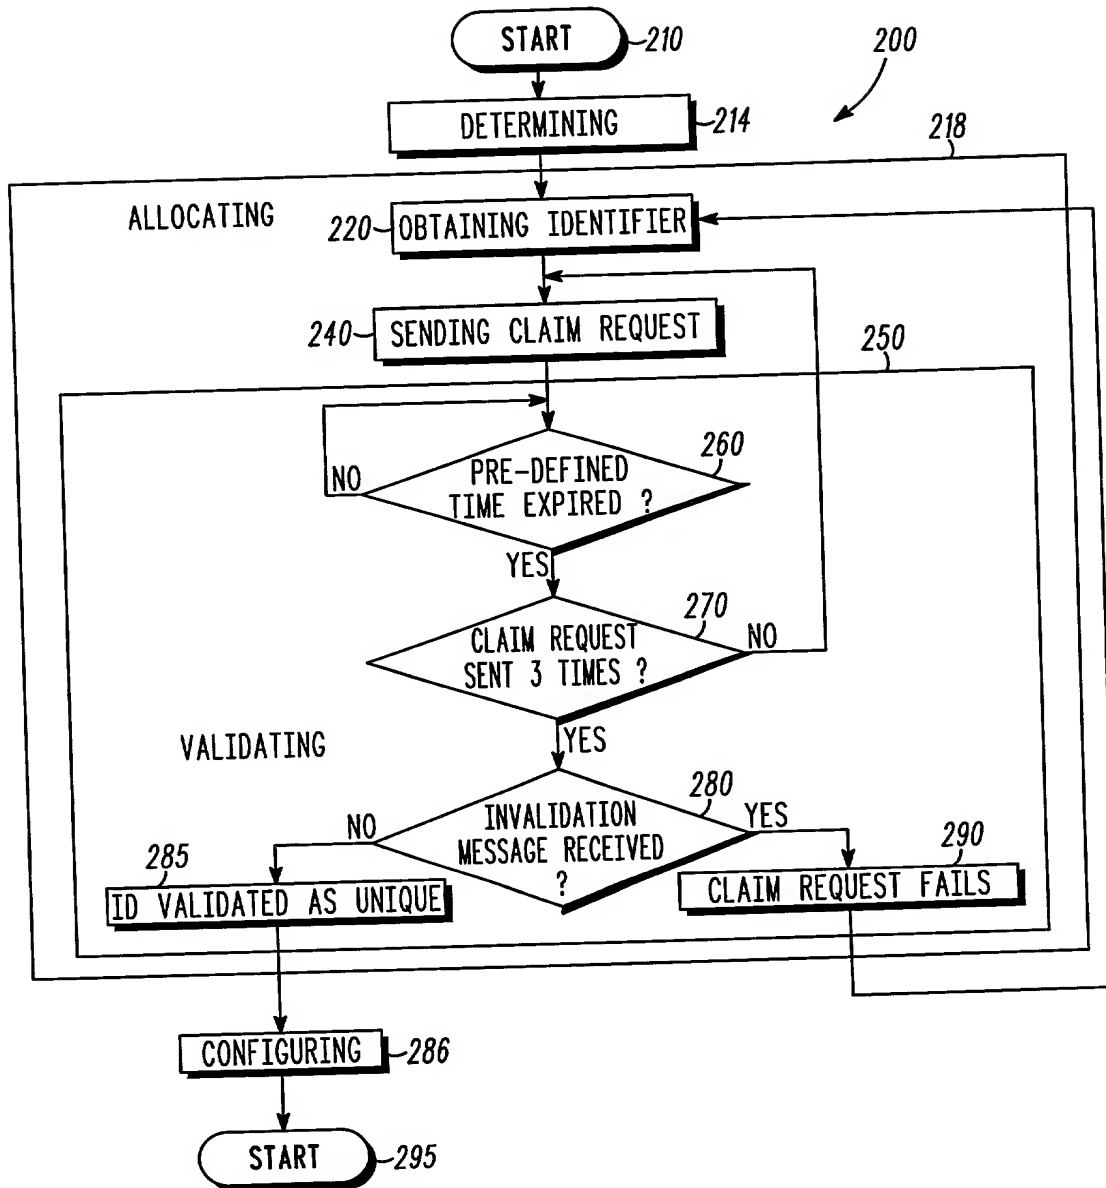 START
210
200
DETERMINING
214
218
ALLOCATING
220
OBTAINING IDENTIFIER
240
SENDING CLAIM REQUEST
250
260
PRE-DEFINED
TIME EXPIRED ?
NO
YES
270
CLAIM REQUEST
SENT 3 TIMES ?
NO
YES
VALIDATING
280
INVALIDATION
MESSAGE RECEIVED
?
NO
YES
285
ID VALIDATED AS UNIQUE
290
CLAIM REQUEST FAILS
CONFIGURING
286
START
295